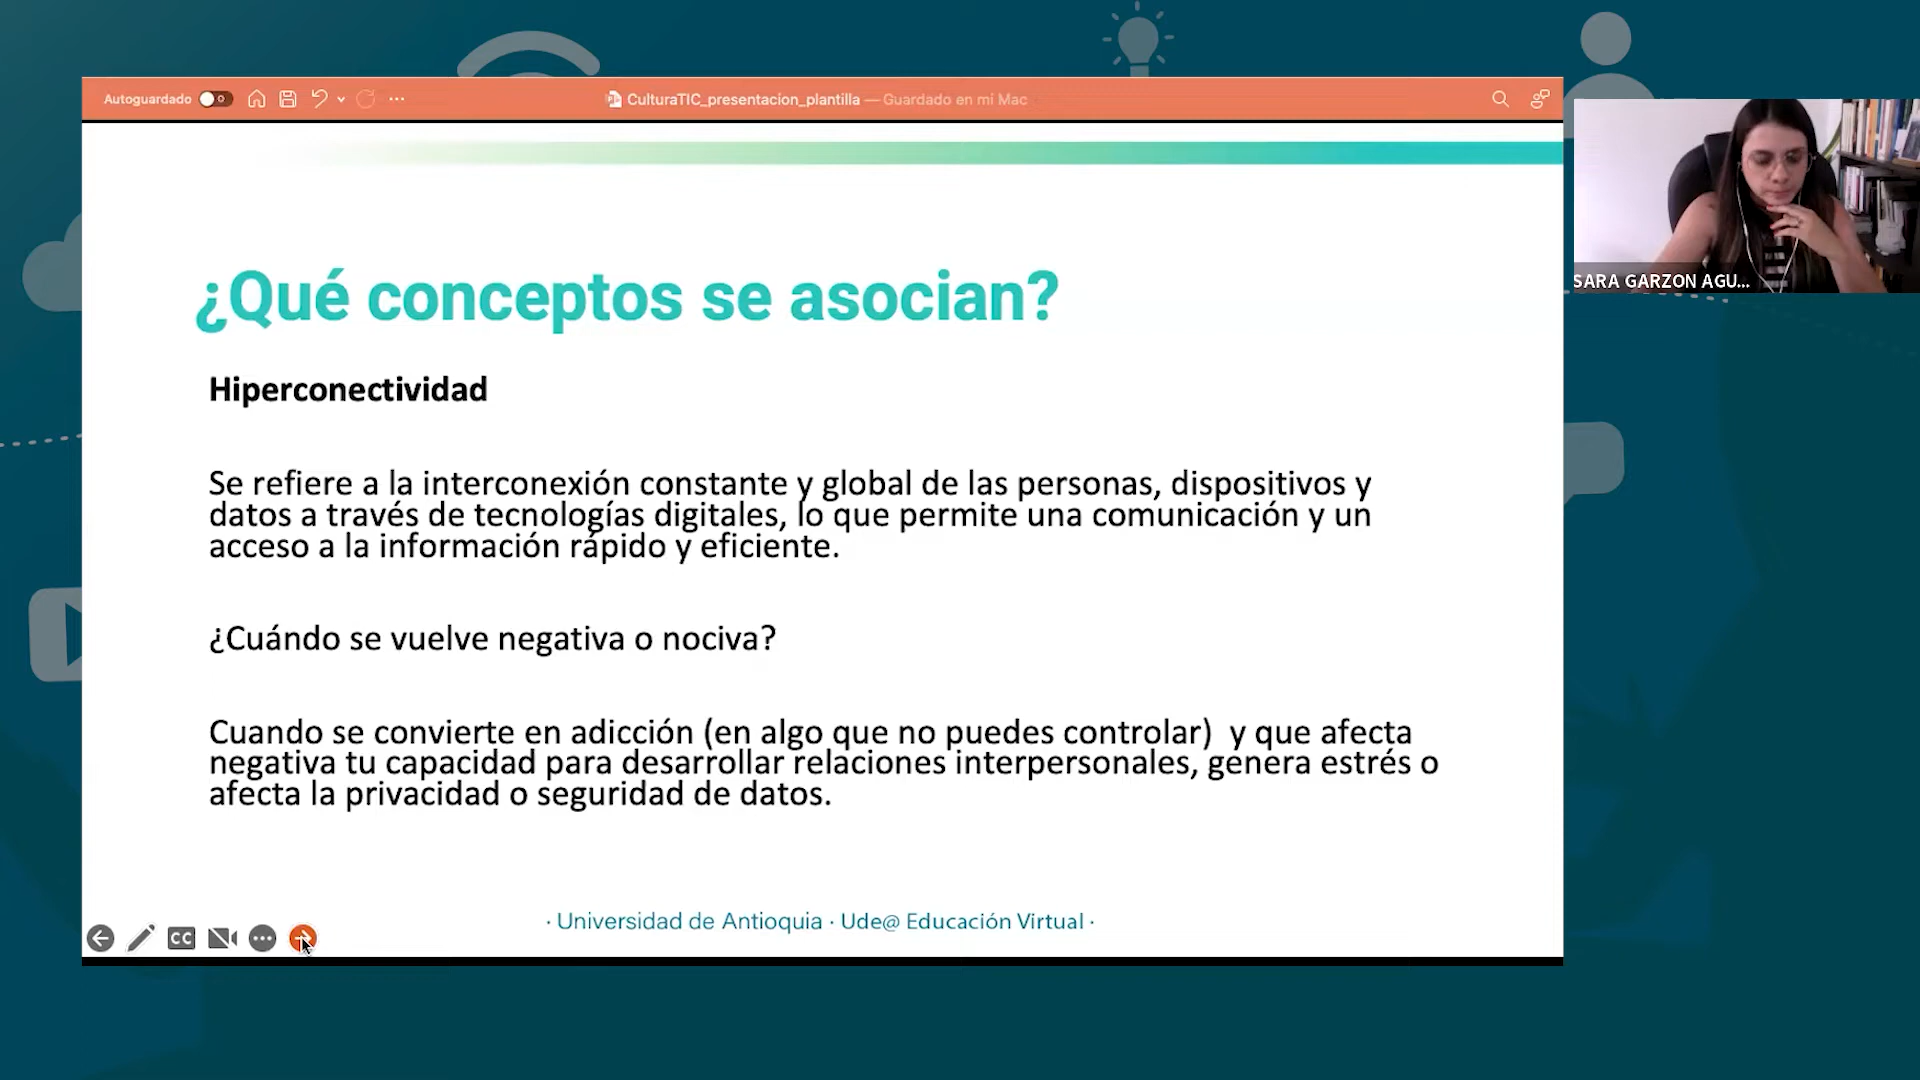 Autoguardado
CulturaTIC_presentacion_plantilla — Guardado en mi Mac
¿Qué conceptos se asocian?
Hiperconectividad
Se refiere a la interconexión constante y global de las personas, dispositivos y
datos a través de tecnologías digitales, lo que permite una comunicación y un
acceso a la información rápido y eficiente.
¿Cuándo se vuelve negativa o nociva?
Cuando se convierte en adicción (en algo que no puedes controlar)  y que afecta
negativa tu capacidad para desarrollar relaciones interpersonales, genera estrés o
afecta la privacidad o seguridad de datos.
· Universidad de Antioquia · Ude@ Educación Virtual ·
CC
SARA GARZON AGU...